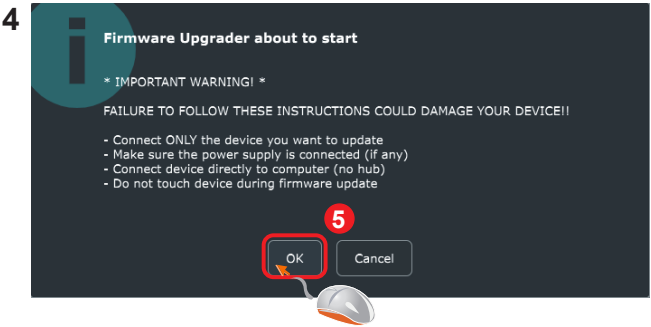 4
Firmware Upgrader about to start
* IMPORTANT WARNING! *
FAILURE TO FOLLOW THESE INSTRUCTIONS COULD DAMAGE YOUR DEVICE!!
- Connect ONLY the device you want to update
- Make sure the power supply is connected (if any)
- Connect device directly to computer (no hub)
- Do not touch device during firmware update
5
OK Cancel